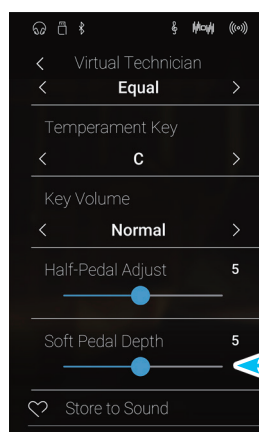 Virtual Technician
Equal
Temperament Key
C
Key Volume
Normal
Half-Pedal Adjust 5
Soft Pedal Depth 5
Store to Sound